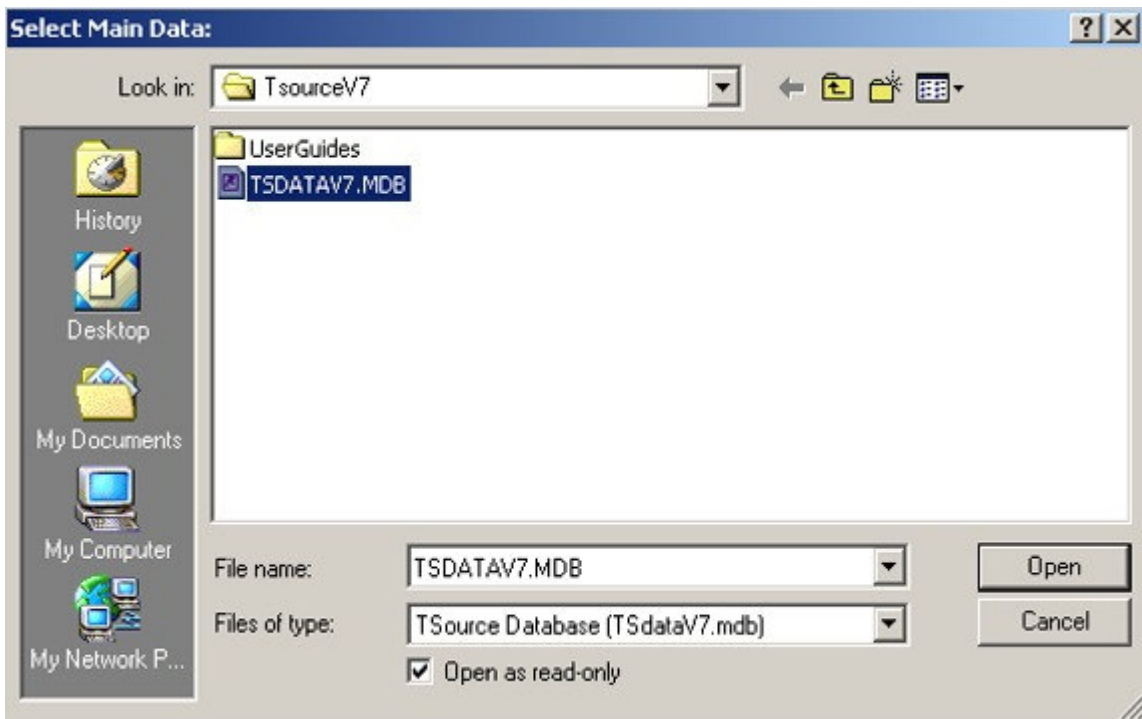 Select Main Data:
Look in: TsourceV7
UserGuides
TSDATAV7.MDB
History
Desktop
My Documents
My Computer
My Network P...
File name: TSDATAV7.MDB Open
Files of type: TSource Database (TSdataV7.mdb) Cancel
Open as read-only